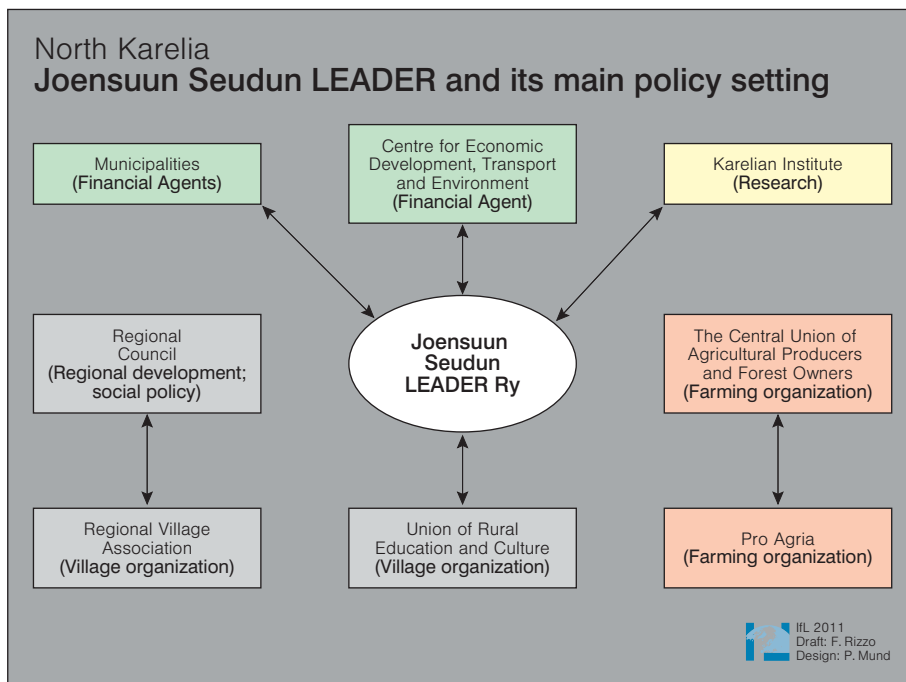 North Karelia
Joensuun Seudun LEADER and its main policy setting
Municipalities
(Financial Agents)
Centre for Economic
Development, Transport
and Environment
(Financial Agent)
Karelian Institute
(Research)
Regional
Council
(Regional development;
social policy)
Joensuun
Seudun
LEADER Ry
The Central Union of
Agricultural Producers
and Forest Owners
(Farming organization)
Regional Village
Association
(Village organization)
Union of Rural
Education and Culture
(Village organization)
Pro Agria
(Farming organization)
IfL 2011
Draft: F. Rizzo
Design: P. Mund